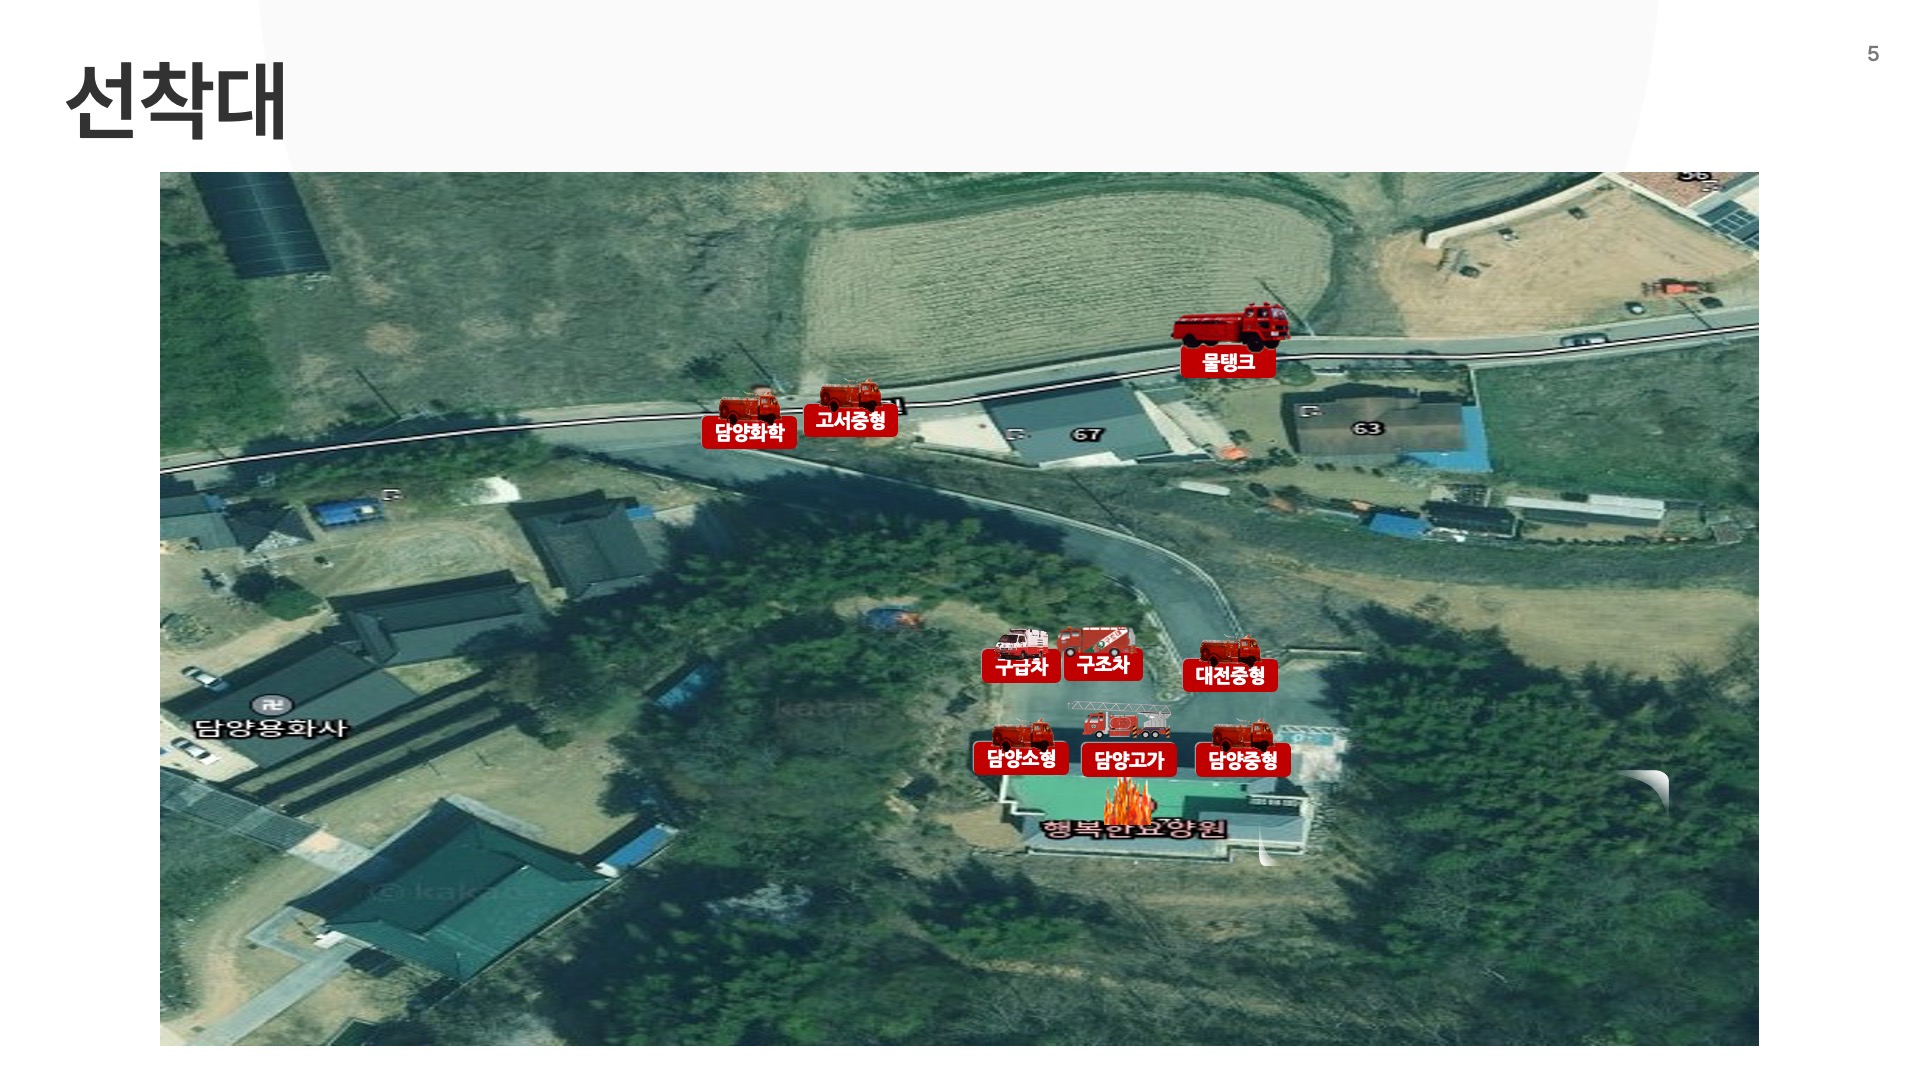 5
선착대
물탱크
고서중형
담양화학
67
63
구급차
구조차
대전중형
담양용화사
담양소형
담양고가
담양중형
행복한요양원